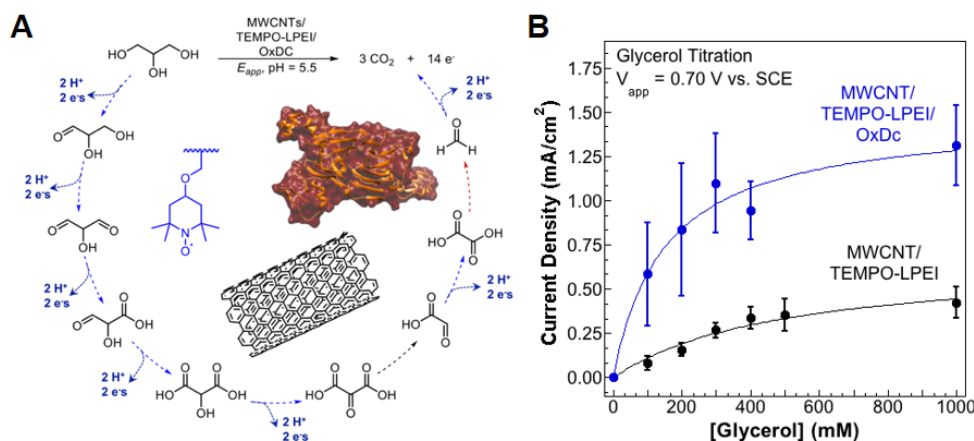 A
MWCNTs/
TEMPO-LPEI/
OxDC
E_app, pH = 5.5
3 CO₂ + 14 e⁻
HO
OH
OH
2 H⁺
2 e⁻s
O
OH
OH
2 H⁺
2 e⁻s
O
O
OH
2 H⁺
2 e⁻s
O
O
OH
OH
2 H⁺
2 e⁻s
O
O
HO
OH
OH
2 H⁺
2 e⁻s
O
O
HO
OH
O
O
HO
O
2 H⁺
2 e⁻s
O
OH
HO
O
O
H
H
2 H⁺
2 e⁻s
O
N
O•
B
Glycerol Titration
V_app = 0.70 V vs. SCE
MWCNT/
TEMPO-LPEI/
OxDc
MWCNT/
TEMPO-LPEI
Current Density (mA/cm²)
1.75
1.50
1.25
1.00
0.75
0.50
0.25
0.00
0
200
400
600
800
1000
[Glycerol] (mM)